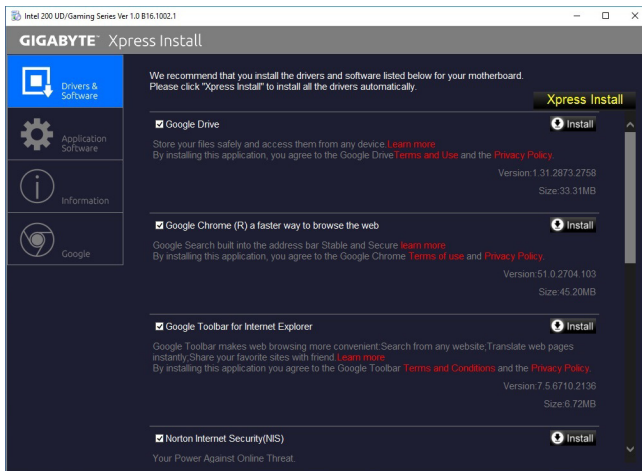 Intel 200 UD/Gaming Series Ver 1.0 B16.1002.1
GIGABYTE™ Xpress Install
Drivers &
Software
Application
Software
Information
Google
We recommend that you install the drivers and software listed below for your motherboard.
Please click "Xpress Install" to install all the drivers automatically.
Xpress Install
Google Drive
Install
Store your files safely and access them from any device.Learn more
By installing this application, you agree to the Google DriveTerms and Use and the Privacy Policy.
Version:1.31.2873.2758
Size:33.31MB
Google Chrome (R) a faster way to browse the web
Install
Google Search built into the address bar Stable and Secure learn more
By installing this application, you agree to the Google Chrome Terms of use and Privacy Policy.
Version:51.0.2704.103
Size:45.20MB
Google Toolbar for Internet Explorer
Install
Google Toolbar makes web browsing more convenient:Search from any website;Translate web pages
instantly;Share your favorite sites with friend.Learn more
By installing this application you agree to the Google Toolbar Terms and Conditions and the Privacy Policy.
Version:7.5.6710.2136
Size:6.72MB
Norton Internet Security(NIS)
Install
Your Power Against Online Threat.